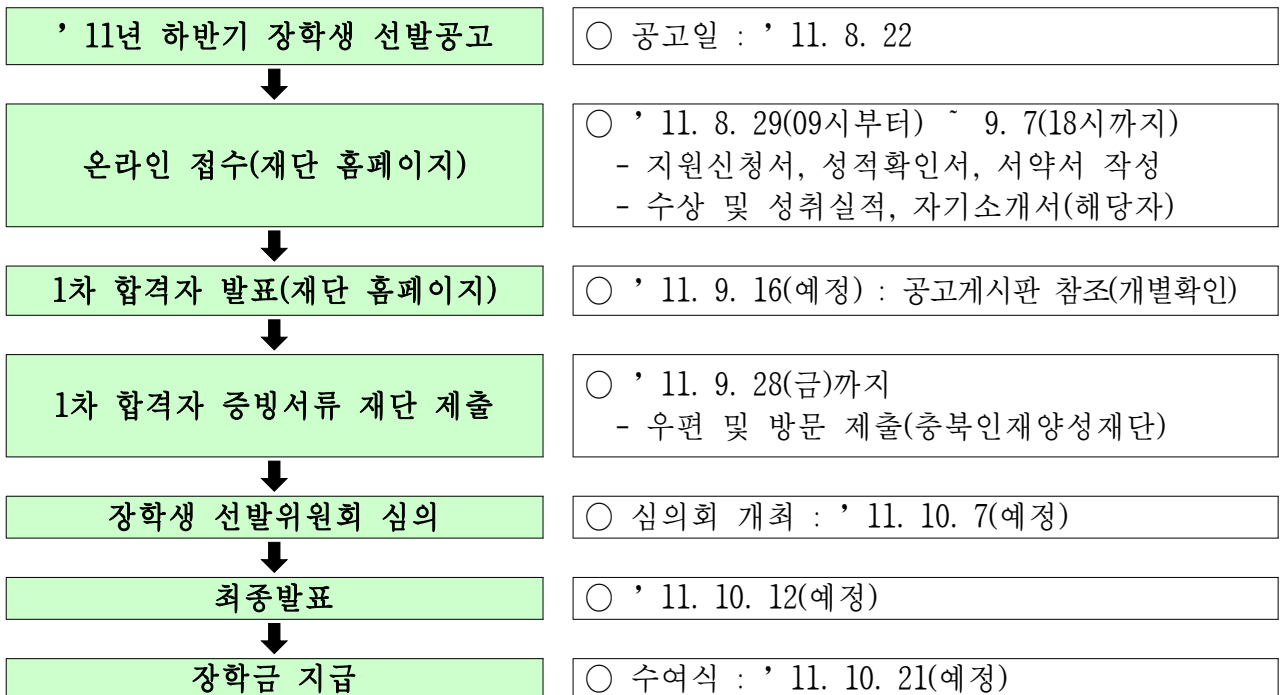 ’11년 하반기 장학생 선발공고
○ 공고일 : ’11. 8. 22
온라인 접수(재단 홈페이지)
○ ’11. 8. 29(09시부터) ~ 9. 7(18시까지)
- 지원신청서, 성적확인서, 서약서 작성
- 수상 및 성취실적, 자기소개서(해당자)
1차 합격자 발표(재단 홈페이지)
○ ’11. 9. 16(예정) : 공고게시판 참조(개별확인)
1차 합격자 증빙서류 재단 제출
○ ’11. 9. 28(금)까지
- 우편 및 방문 제출(충북인재양성재단)
장학생 선발위원회 심의
○ 심의회 개최 : ’11. 10. 7(예정)
최종발표
○ ’11. 10. 12(예정)
장학금 지급
○ 수여식 : ’11. 10. 21(예정)